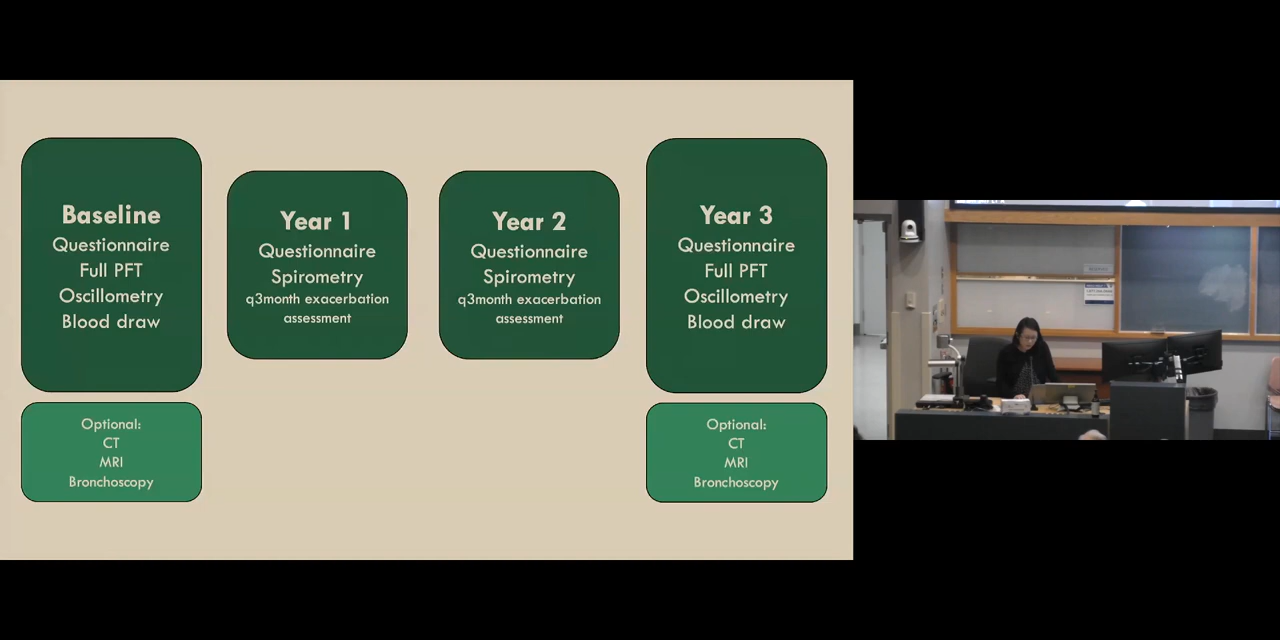 Baseline
Questionnaire
Full PFT
Oscillometry
Blood draw
Optional:
CT
MRI
Bronchoscopy
Year 1
Questionnaire
Spirometry
q3month exacerbation
assessment
Year 2
Questionnaire
Spirometry
q3month exacerbation
assessment
Year 3
Questionnaire
Full PFT
Oscillometry
Blood draw
Optional:
CT
MRI
Bronchoscopy